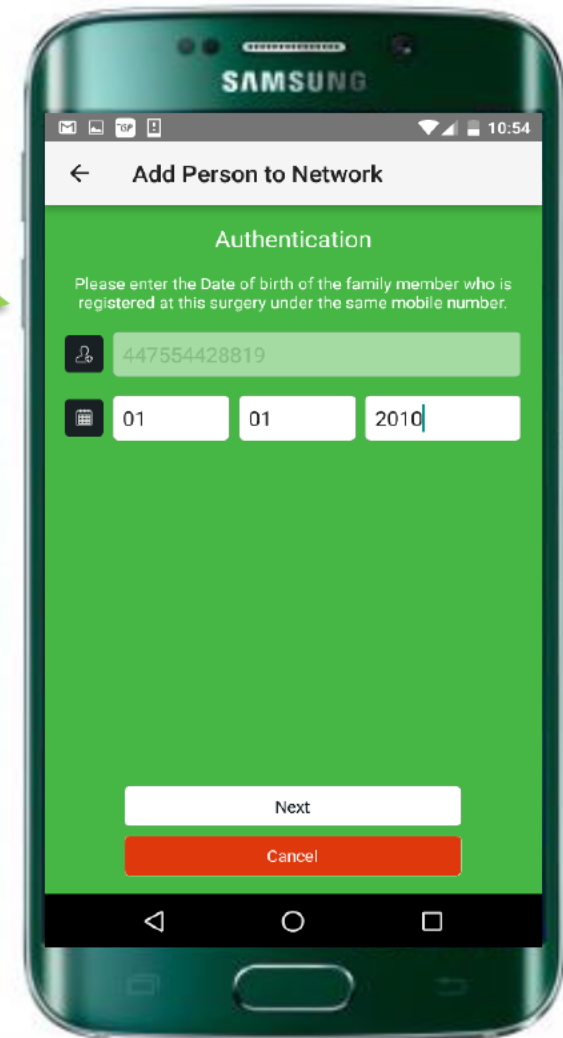 SAMSUNG
10:54
Add Person to Network
Authentication
Please enter the Date of birth of the family member who is
registered at this surgery under the same mobile number.
447554428819
01 01 2010
Next
Cancel